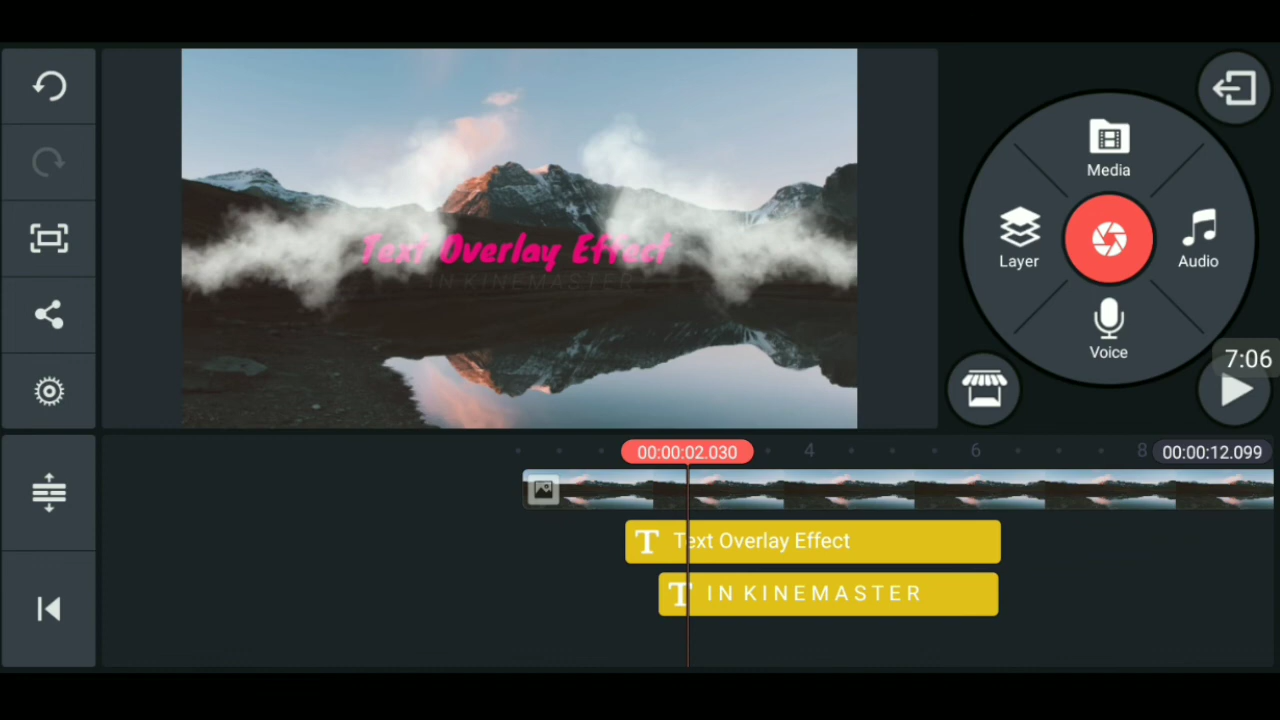 Media
Layer
Audio
Voice
7:06
Text Overlay Effect
IN KINEMASTER
00:00:02.030
4
6
8
00:00:12.099
Text Overlay Effect
IN KINEMASTER